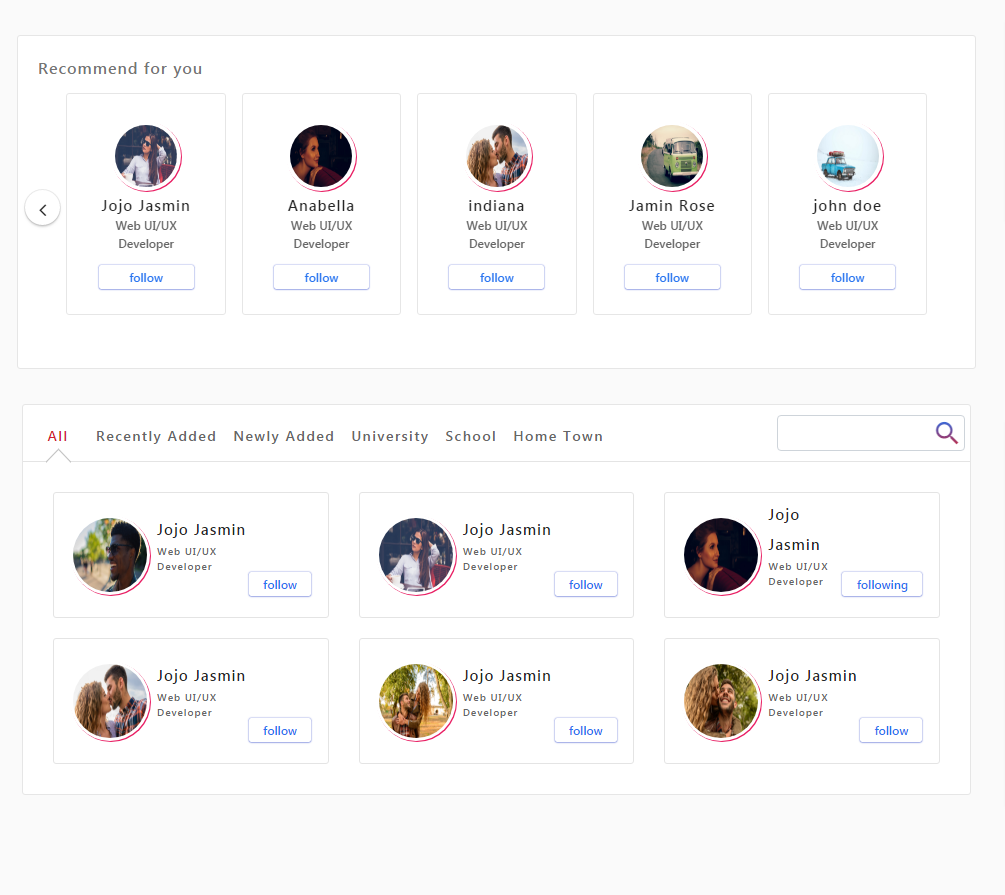 Recommend for you
Jojo Jasmin
Web UI/UX
Developer
follow
Anabella
Web UI/UX
Developer
follow
indiana
Web UI/UX
Developer
follow
Jamin Rose
Web UI/UX
Developer
follow
john doe
Web UI/UX
Developer
follow
All Recently Added Newly Added University School Home Town
Jojo Jasmin
Web UI/UX
Developer
follow
Jojo Jasmin
Web UI/UX
Developer
follow
Jojo
Jasmin
Web UI/UX
Developer
following
Jojo Jasmin
Web UI/UX
Developer
follow
Jojo Jasmin
Web UI/UX
Developer
follow
Jojo Jasmin
Web UI/UX
Developer
follow